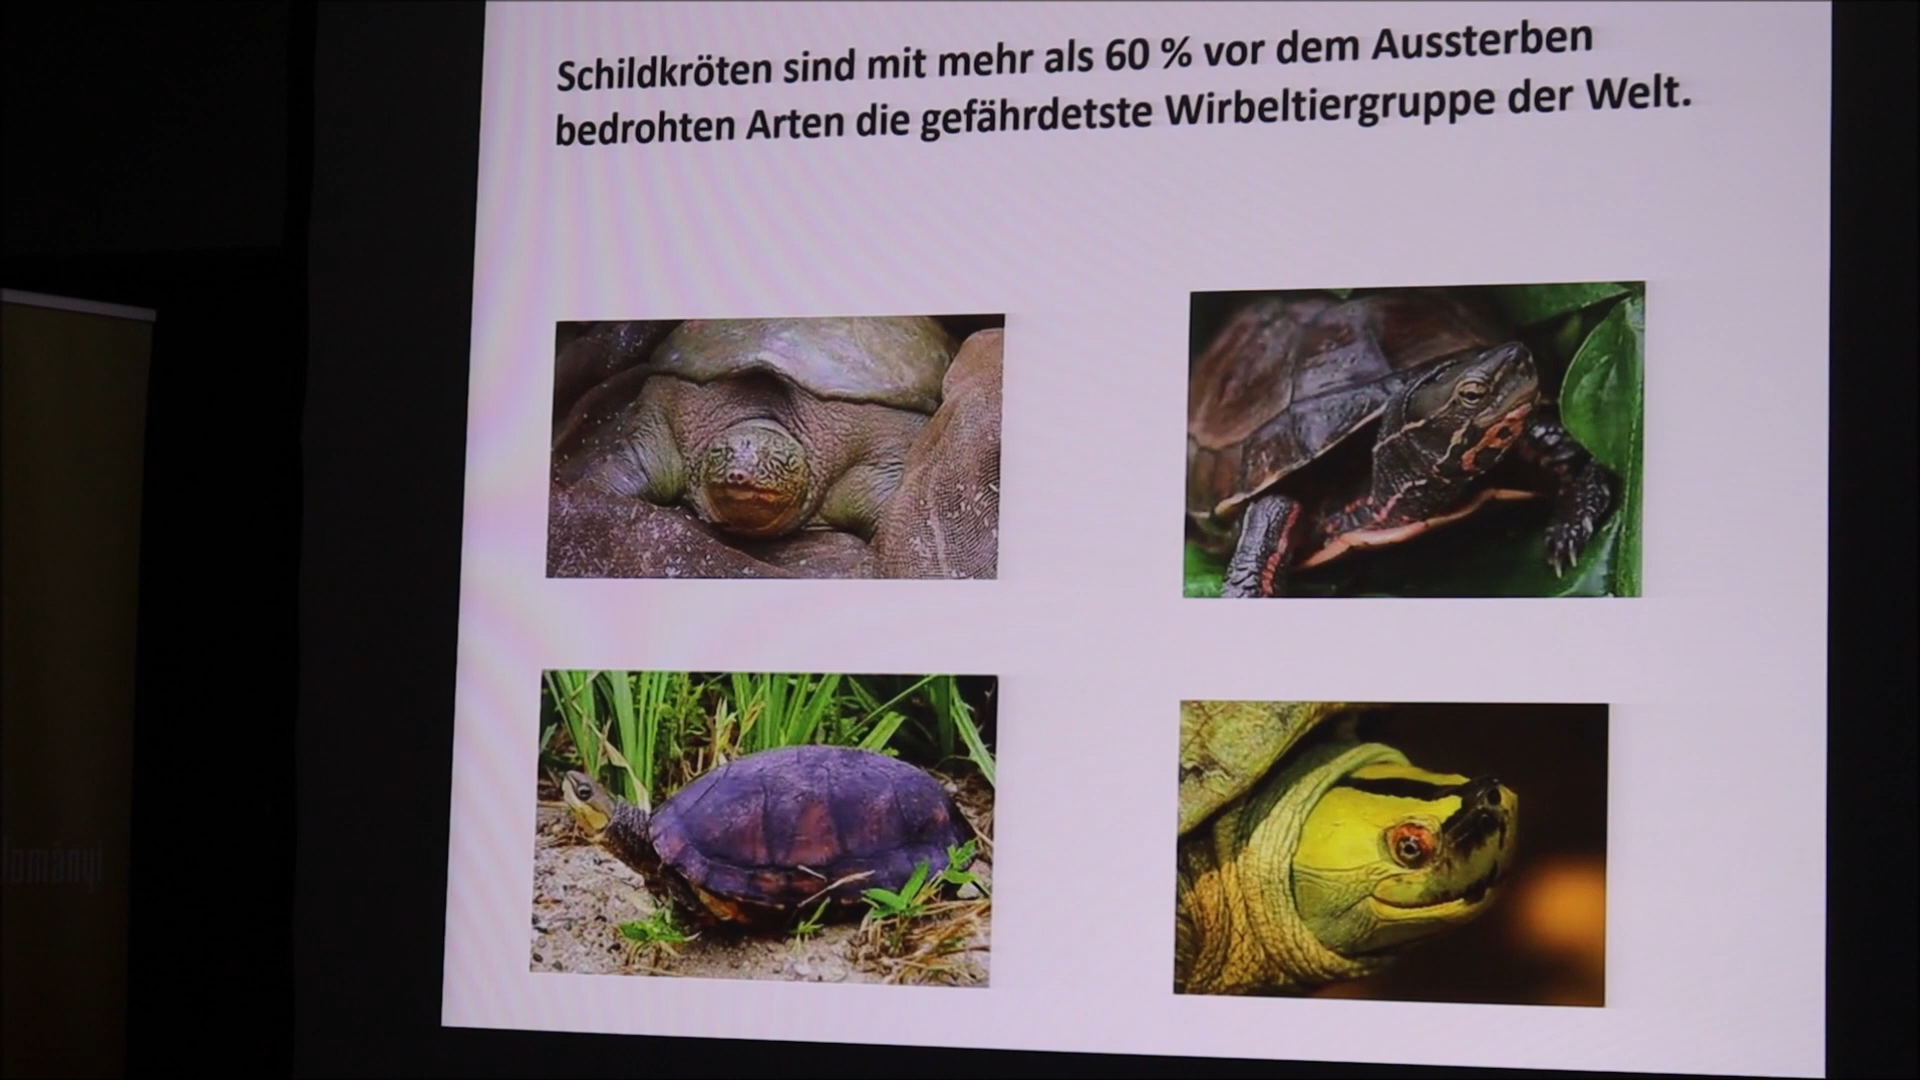 Schildkröten sind mit mehr als 60 % vor dem Aussterben
bedrohten Arten die gefährdetste Wirbeltiergruppe der Welt.